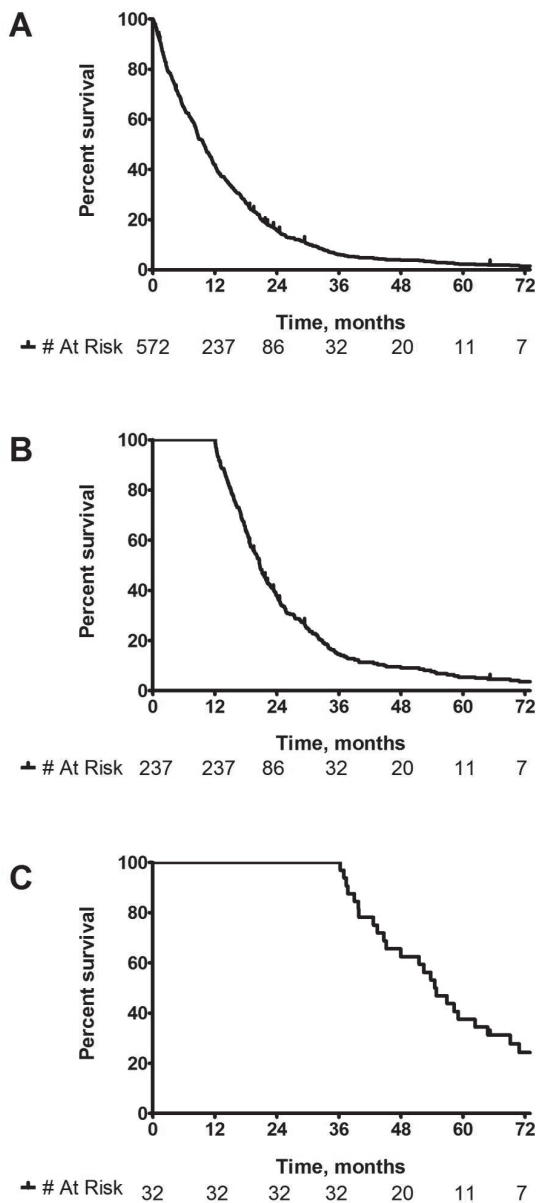 A
100
80
60
40
20
0
Percent survival
0 12 24 36 48 60 72
Time, months
# At Risk 572 237 86 32 20 11 7
B
100
80
60
40
20
0
Percent survival
0 12 24 36 48 60 72
Time, months
# At Risk 237 237 86 32 20 11 7
C
100
80
60
40
20
0
Percent survival
0 12 24 36 48 60 72
Time, months
# At Risk 32 32 32 32 20 11 7